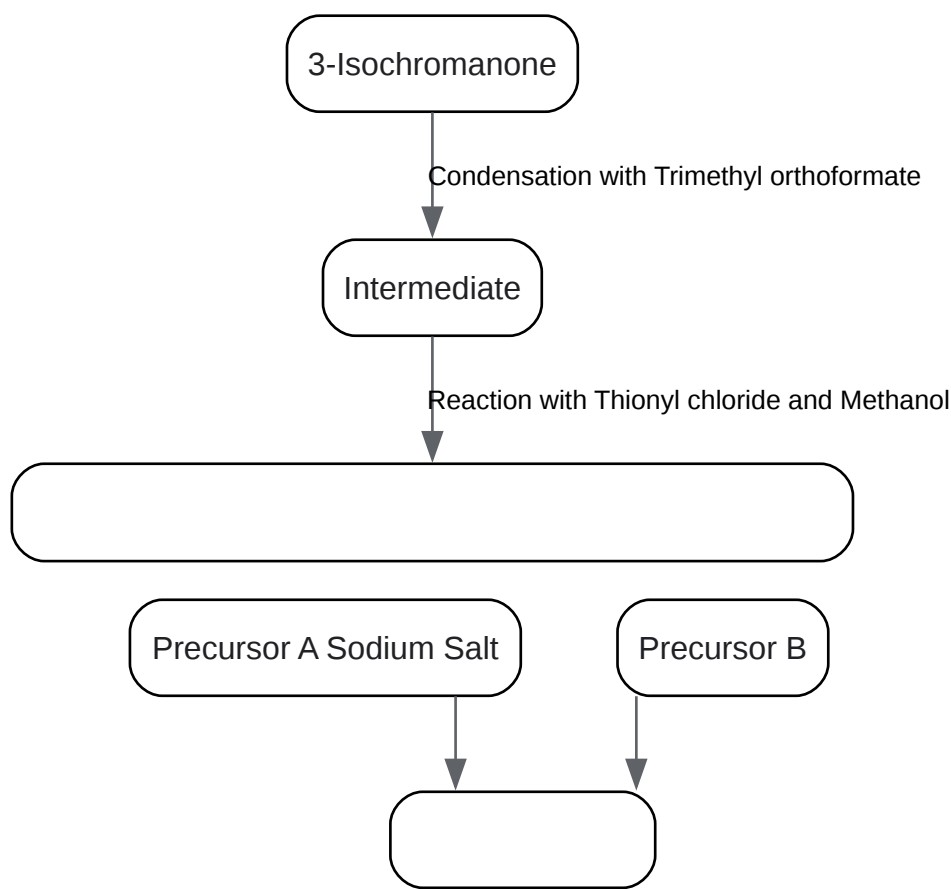 3-Isochromanone
Condensation with Trimethyl orthoformate
Intermediate
Reaction with Thionyl chloride and Methanol
Precursor A Sodium Salt
Precursor B